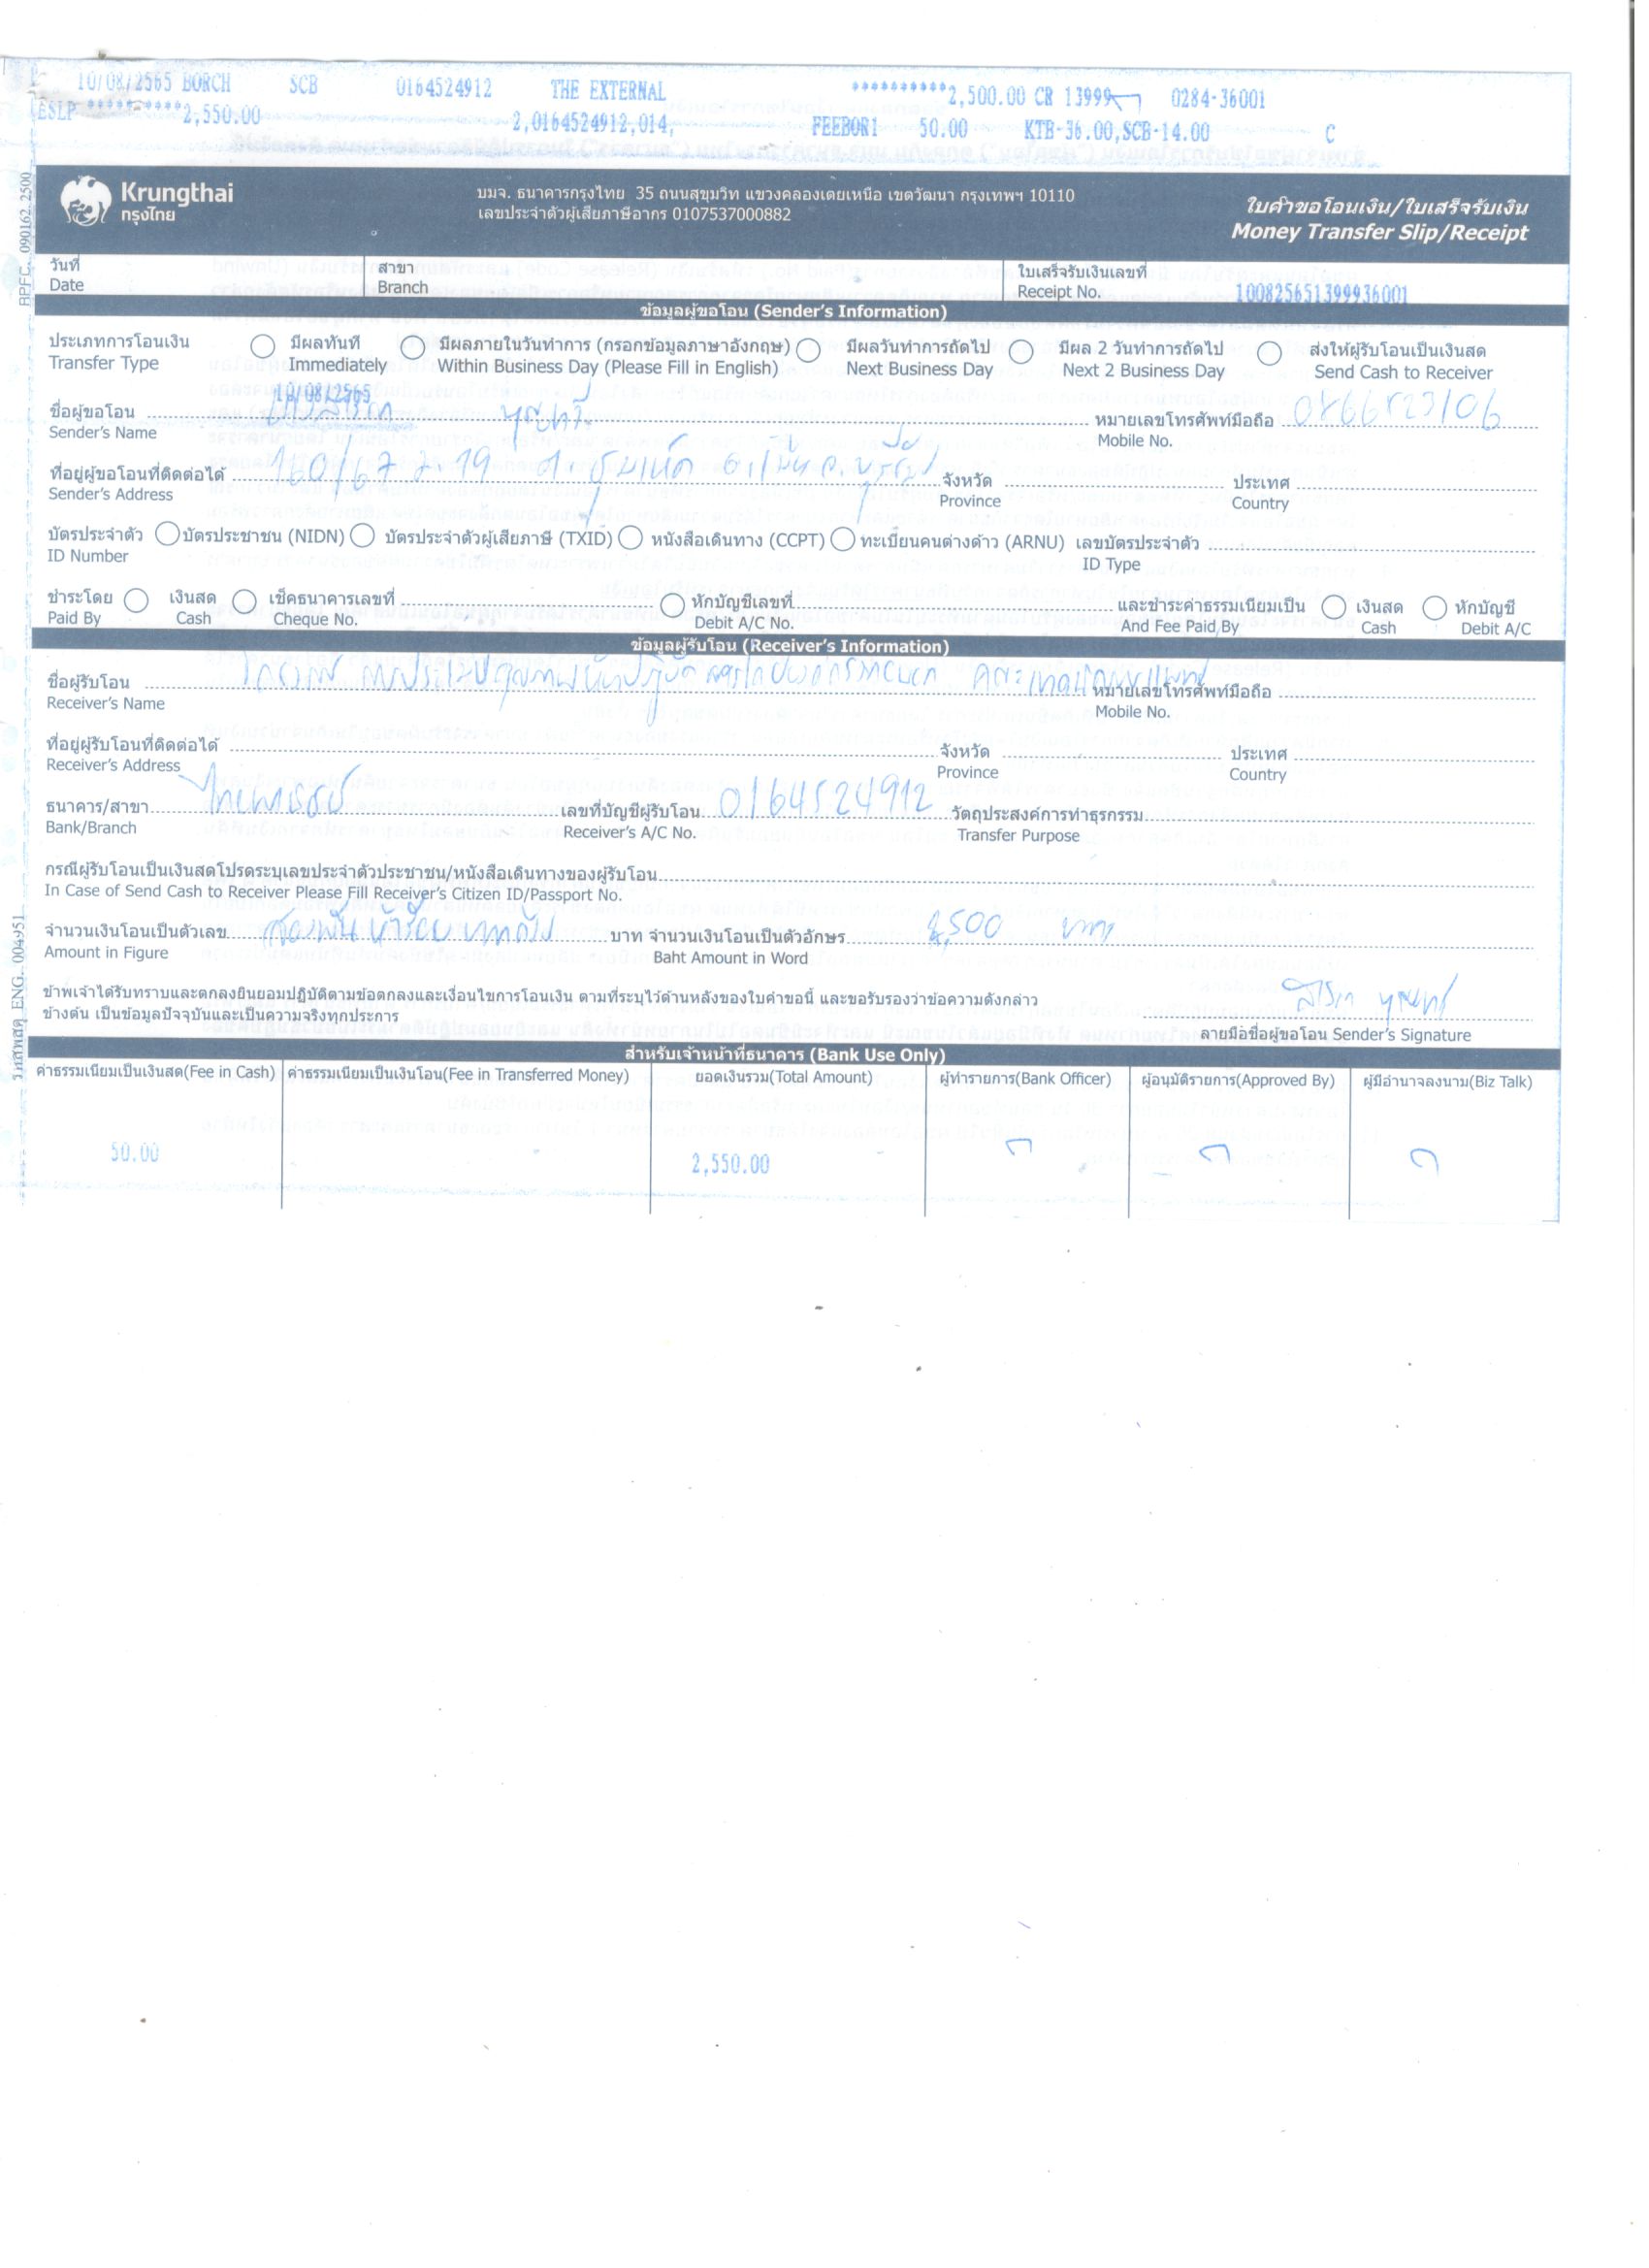 10/08/2565 BORCH SCB 0164524912 THE EXTERNAL **********2,500.00 CR 13999 0284-36001
ESLP **********2,550.00 2,0164524912,014, FEEBOR1 50.00 KTB-36.00,SCB-14.00 C
Krungthai
กรุงไทย
บมจ. ธนาคารกรุงไทย 35 ถนนสุขุมวิท แขวงคลองเตยเหนือ เขตวัฒนา กรุงเทพฯ 10110
เลขประจำตัวผู้เสียภาษีอากร 0107537000882
ใบคำขอโอนเงิน/ใบเสร็จรับเงิน
Money Transfer Slip/Receipt
วันที่ สาขา ใบเสร็จรับเงินเลขที่
Date Branch Receipt No. 100825651399936001
ข้อมูลผู้ขอโอน (Sender's Information)
ประเภทการโอนเงิน มีผลทันที มีผลภายในวันทำการ (กรอกข้อมูลภาษาอังกฤษ) มีผลวันทำการถัดไป มีผล 2 วันทำการถัดไป ส่งให้ผู้รับโอนเป็นเงินสด
Transfer Type Immediately Within Business Day (Please Fill in English) Next Business Day Next 2 Business Day Send Cash to Receiver
10/08/2565
ชื่อผู้ขอโอน หมายเลขโทรศัพท์มือถือ 0866823106
Sender's Name Mobile No.
ที่อยู่ผู้ขอโอนที่ติดต่อได้ 160/67 ม 19 จังหวัด ประเทศ
Sender's Address Province Country
บัตรประจำตัว บัตรประชาชน (NIDN) บัตรประจำตัวผู้เสียภาษี (TXID) หนังสือเดินทาง (CCPT) ทะเบียนคนต่างด้าว (ARNU) เลขบัตรประจำตัว
ID Number ID Type
ชำระโดย เงินสด เช็คธนาคารเลขที่ หักบัญชีเลขที่ และชำระค่าธรรมเนียมเป็น เงินสด หักบัญชี
Paid By Cash Cheque No. Debit A/C No. And Fee Paid By Cash Debit A/C
ข้อมูลผู้รับโอน (Receiver's Information)
ชื่อผู้รับโอน หมายเลขโทรศัพท์มือถือ
Receiver's Name Mobile No.
ที่อยู่ผู้รับโอนที่ติดต่อได้ จังหวัด ประเทศ
Receiver's Address Province Country
ธนาคาร/สาขา ไทยพาณิชย์ เลขที่บัญชีผู้รับโอน 0164524912 วัตถุประสงค์การทำธุรกรรม
Bank/Branch Receiver's A/C No. Transfer Purpose
กรณีผู้รับโอนเป็นเงินสดโปรดระบุเลขประจำตัวประชาชน/หนังสือเดินทางของผู้รับโอน
In Case of Send Cash to Receiver Please Fill Receiver's Citizen ID/Passport No.
จำนวนเงินโอนเป็นตัวเลข สองพันห้าร้อยบาทถ้วน บาท จำนวนเงินโอนเป็นตัวอักษร 2,500 บาท
Amount in Figure Baht Amount in Word
ข้าพเจ้าได้รับทราบและตกลงยินยอมปฏิบัติตามข้อตกลงและเงื่อนไขการโอนเงิน ตามที่ระบุไว้ด้านหลังของใบคำขอนี้ และขอรับรองว่าข้อความดังกล่าว
ข้างต้น เป็นข้อมูลปัจจุบันและเป็นความจริงทุกประการ
ลายมือชื่อผู้ขอโอน Sender's Signature
สำหรับเจ้าหน้าที่ธนาคาร (Bank Use Only)
ค่าธรรมเนียมเป็นเงินสด(Fee in Cash) ค่าธรรมเนียมเป็นเงินโอน(Fee in Transferred Money) ยอดเงินรวม(Total Amount) ผู้ทำรายการ(Bank Officer) ผู้อนุมัติรายการ(Approved By) ผู้มีอำนาจลงนาม(Biz Talk)
50.00 2,550.00
RPFC. 090162 2500
รหัสพัสดุ ENG. 004951